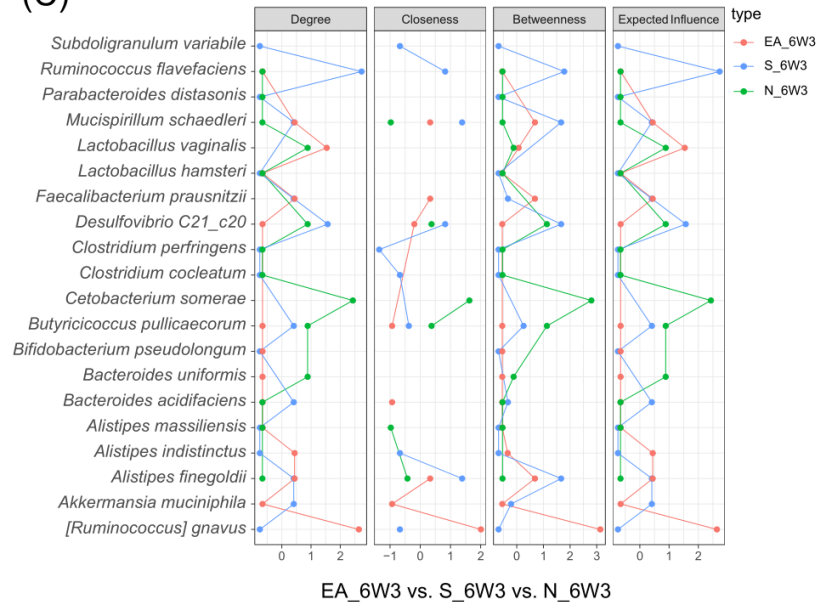 (C)
Degree Closeness Betweenness Expected Influence
type
EA_6W3
S_6W3
N_6W3
Subdoligranulum variabile
Ruminococcus flavefaciens
Parabacteroides distasonis
Mucispirillum schaedleri
Lactobacillus vaginalis
Lactobacillus hamsteri
Faecalibacterium prausnitzii
Desulfovibrio C21_c20
Clostridium perfringens
Clostridium cocleatum
Cetobacterium somerae
Butyricicoccus pullicaecorum
Bifidobacterium pseudolongum
Bacteroides uniformis
Bacteroides acidifaciens
Alistipes massiliensis
Alistipes indistinctus
Alistipes finegoldii
Akkermansia muciniphila
[Ruminococcus] gnavus
0 1 2 −1 0 1 2 0 1 2 3 0 1 2
EA_6W3 vs. S_6W3 vs. N_6W3